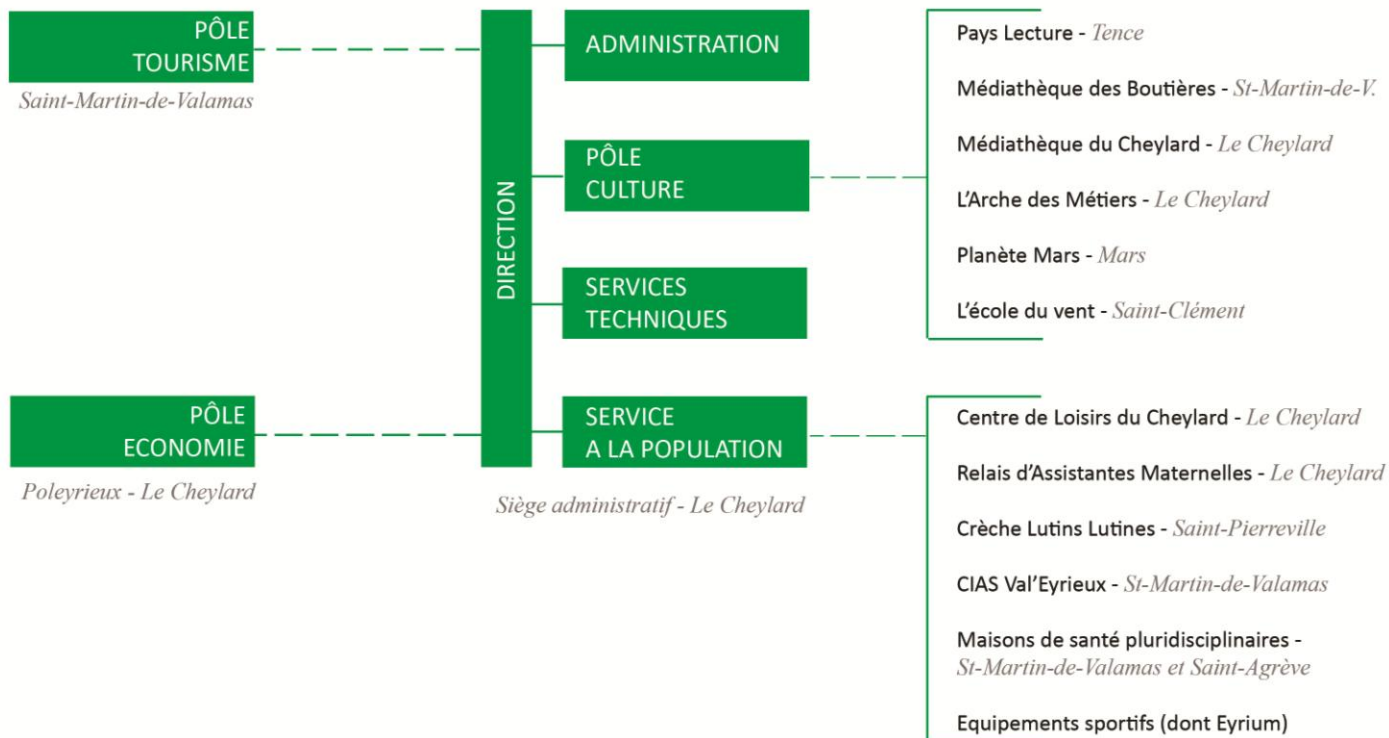 PÔLE
TOURISME
Saint-Martin-de-Valamas
PÔLE
ECONOMIE
Poleyrieux - Le Cheylard
DIRECTION
ADMINISTRATION
PÔLE
CULTURE
SERVICES
TECHNIQUES
SERVICE
A LA POPULATION
Siège administratif - Le Cheylard
Pays Lecture - Tence
Médiathèque des Boutières - St-Martin-de-V.
Médiathèque du Cheylard - Le Cheylard
L'Arche des Métiers - Le Cheylard
Planète Mars - Mars
L'école du vent - Saint-Clément
Centre de Loisirs du Cheylard - Le Cheylard
Relais d'Assistantes Maternelles - Le Cheylard
Crèche Lutins Lutines - Saint-Pierreville
CIAS Val'Eyrieux - St-Martin-de-Valamas
Maisons de santé pluridisciplinaires -
St-Martin-de-Valamas et Saint-Agrève
Equipements sportifs (dont Eyrium)